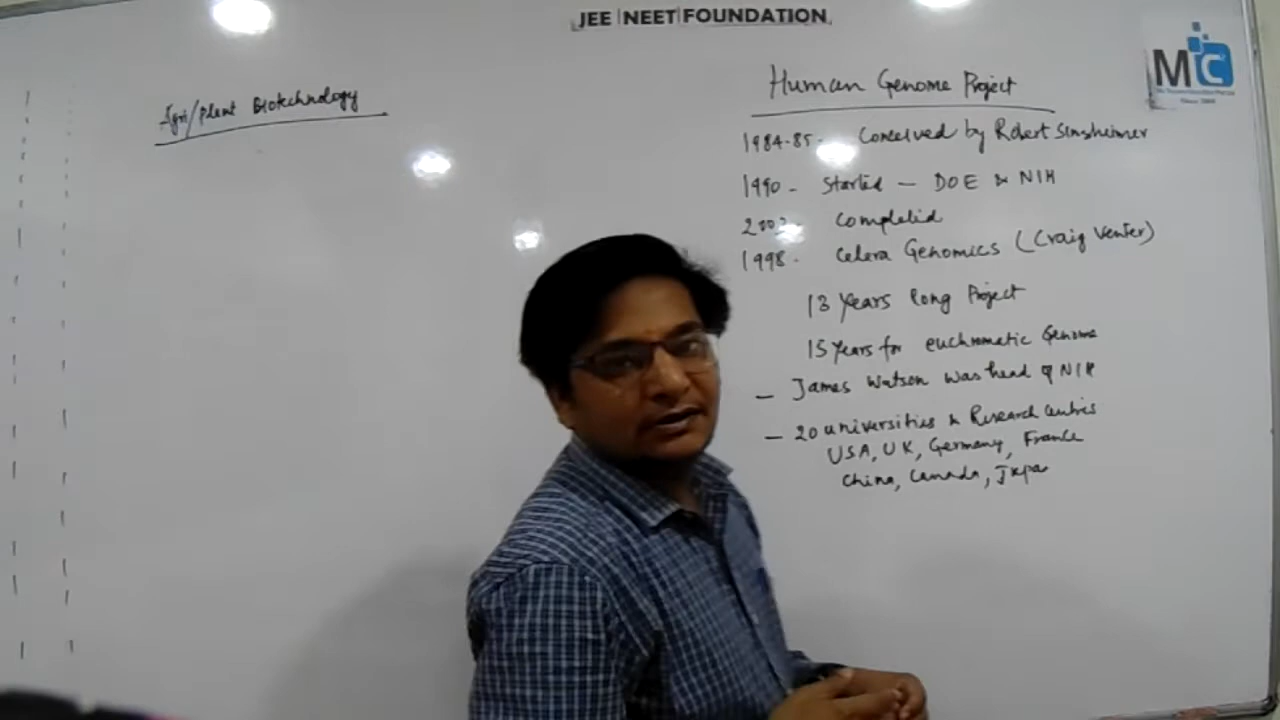 JEE NEET FOUNDATION
MC
Agri/Plant Biotechnology
Human Genome Project
1984-85- Conceived by Robert Sinsheimer
1990 - Started - DOE & NIH
2003- Completed
1998- Celera Genomics (Craig Venter)
13 Years long Project
15 Years for euchromatic Genome
- James Watson was head of NIH
- 20 universities & Research centres
USA, UK, Germany, France
China, Canada, Japa